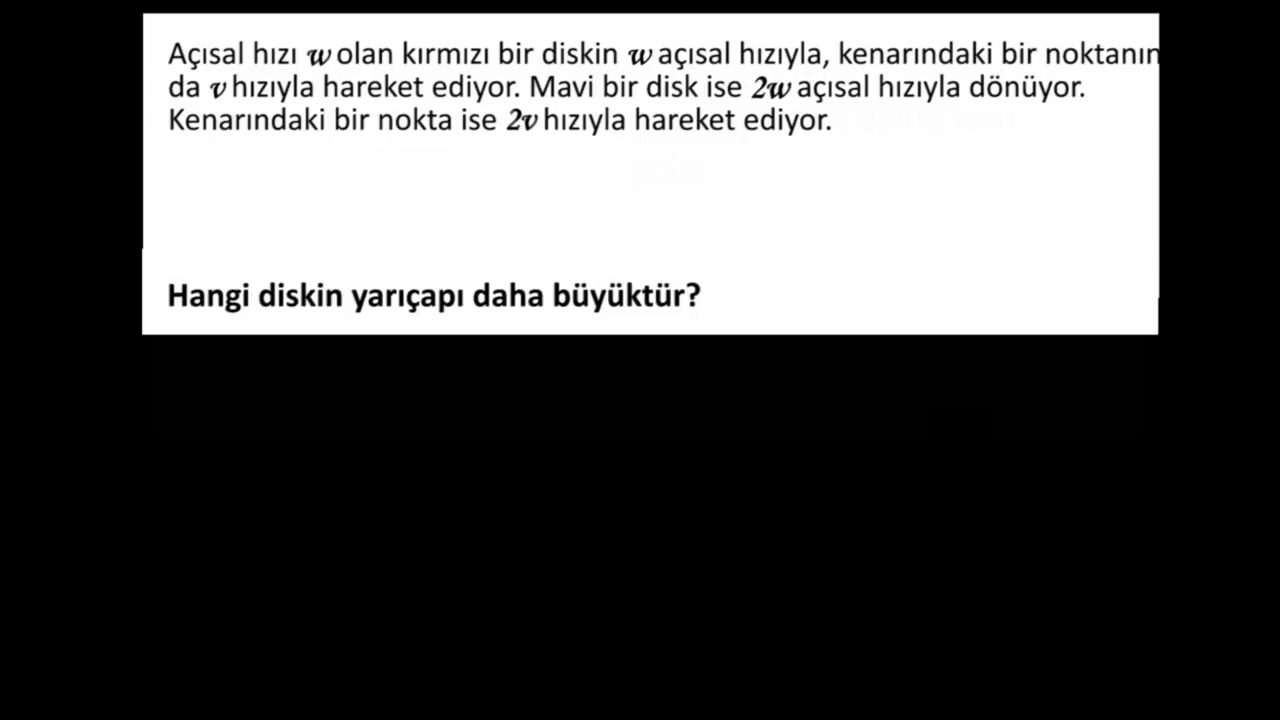 Açısal hızı w olan kırmızı bir diskin w açısal hızıyla, kenarındaki bir noktanın
da v hızıyla hareket ediyor. Mavi bir disk ise 2w açısal hızıyla dönüyor.
Kenarındaki bir nokta ise 2v hızıyla hareket ediyor.
Hangi diskin yarıçapı daha büyüktür?